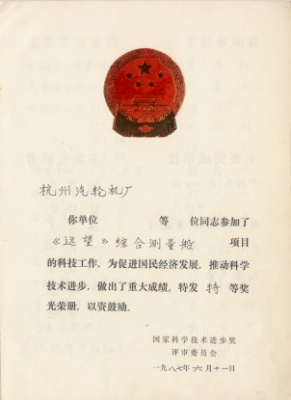 杭州汽轮机厂
你单位 等 位同志参加了
《远望》综合测量船 项目
的科技工作，为促进国民经济发展，推动科学
技术进步，做出了重大成绩。特发 特 等奖
光荣册，以资鼓励。
国家科学技术进步奖
评审委员会
一九八七年六月十一日